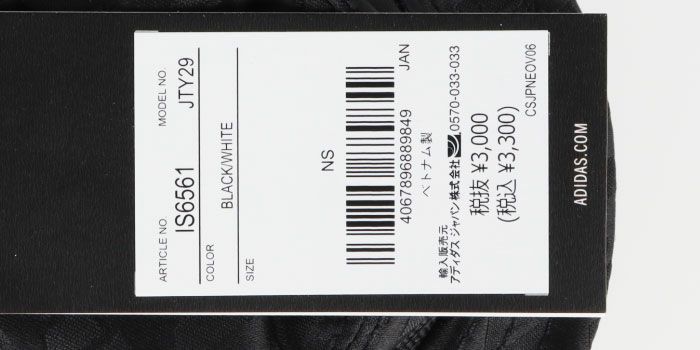 ARTICLE NO. MODEL NO.
IS6561 JTY29
COLOR
BLACK/WHITE
SIZE
NS
JAN
4067896889849
ベトナム製
輸入販売元
アディダス ジャパン株式会社 0570-033-033
税抜 ¥3,000
(税込 ¥3,300)
CSJPNEOV06
ADIDAS.COM